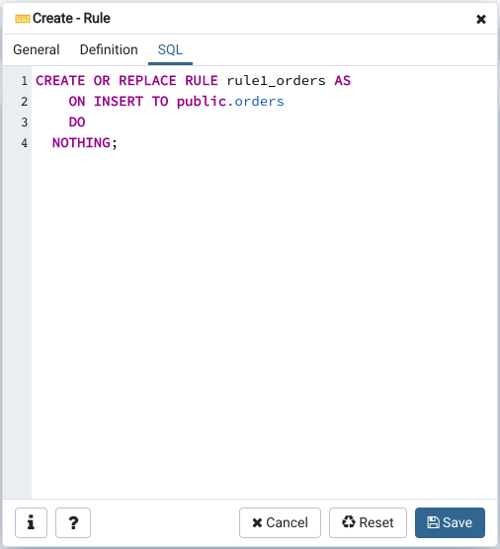 Create - Rule
General Definition SQL
1 CREATE OR REPLACE RULE rule1_orders AS
2 ON INSERT TO public.orders
3 DO
4 NOTHING;
i ? Cancel Reset Save